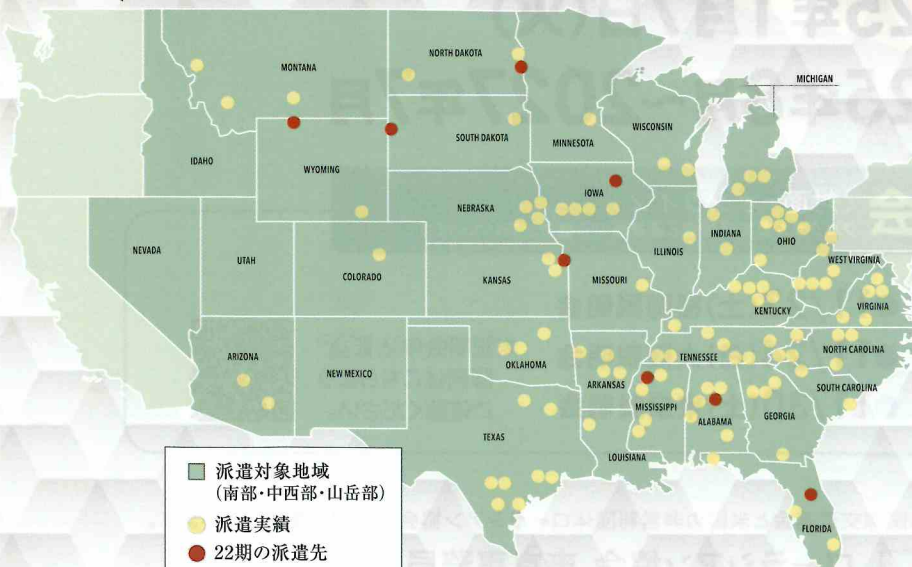 NORTH DAKOTA
MONTANA
MICHIGAN
WISCONSIN
SOUTH DAKOTA
MINNESOTA
IDAHO
WYOMING
IOWA
NEBRASKA
NEVADA
UTAH
COLORADO
KANSAS
MISSOURI
ILLINOIS
INDIANA
OHIO
WEST VIRGINIA
VIRGINIA
KENTUCKY
ARIZONA
NEW MEXICO
OKLAHOMA
ARKANSAS
TENNESSEE
NORTH CAROLINA
SOUTH CAROLINA
MISSISSIPPI
ALABAMA
GEORGIA
TEXAS
LOUISIANA
FLORIDA
派遣対象地域
(南部・中西部・山岳部)
派遣実績
22期の派遣先